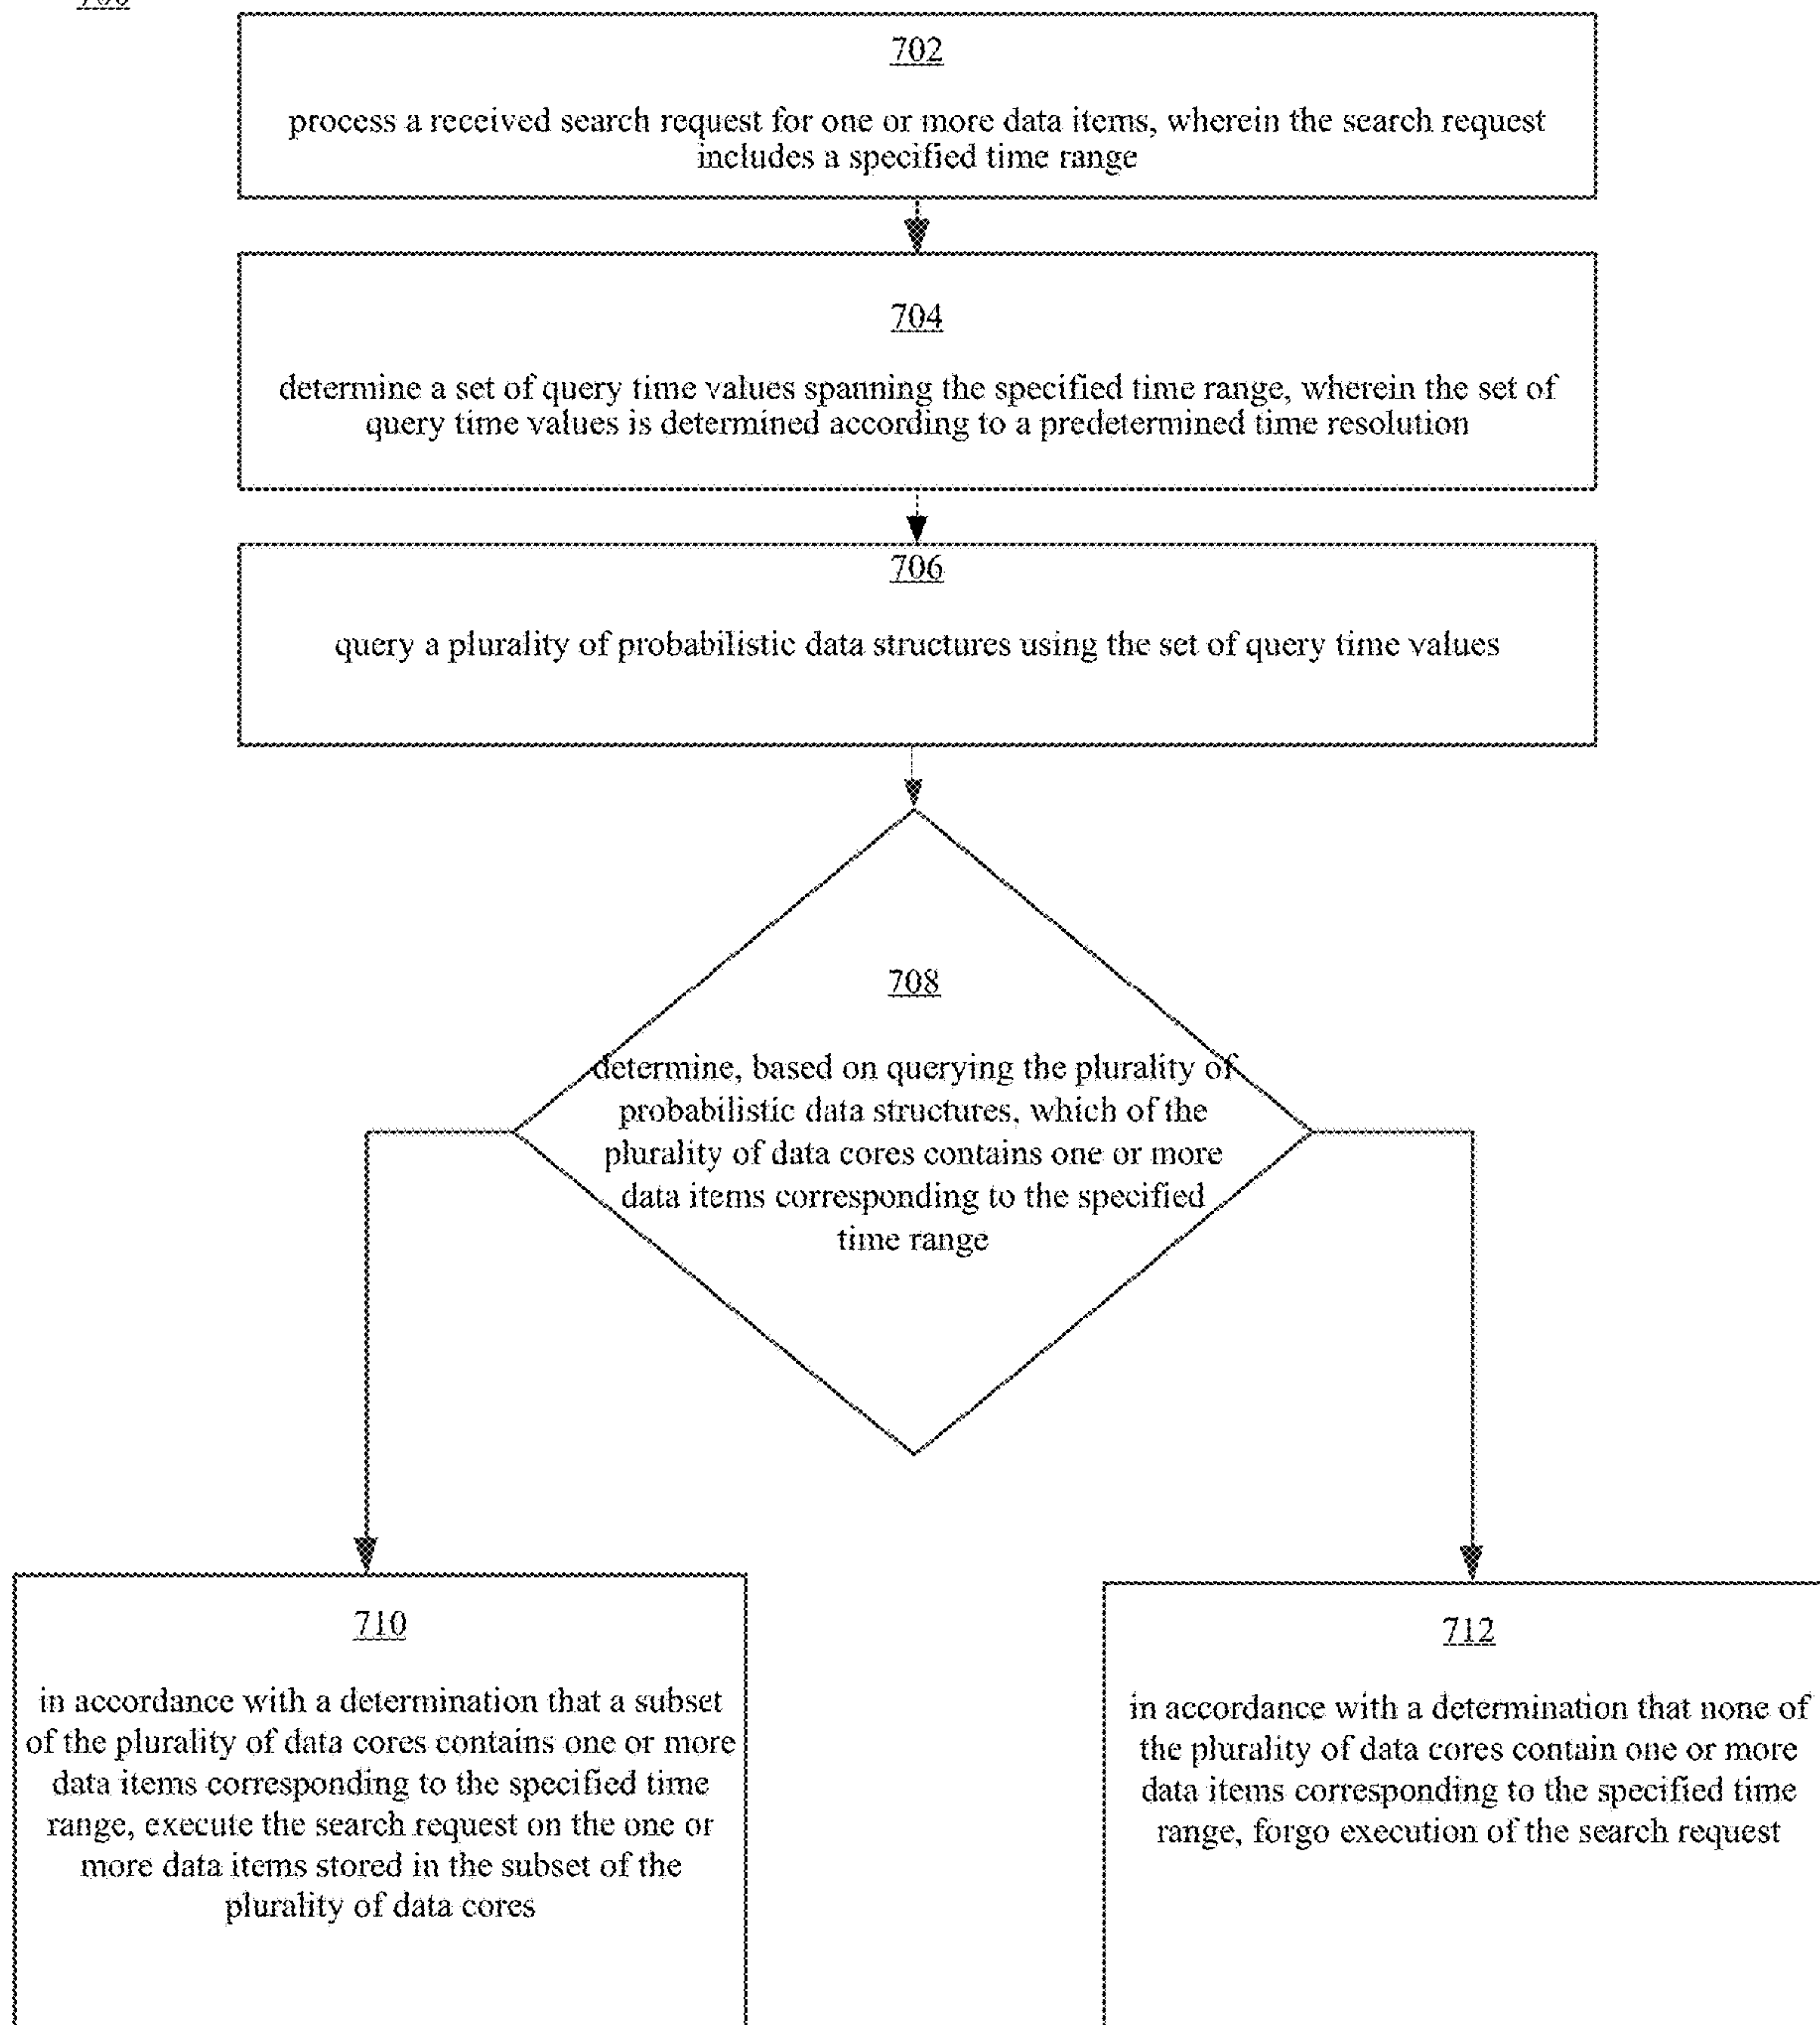 702
process a received search request for one or more data items, wherein the search request
includes a specified time range
704
determine a set of query time values spanning the specified time range, wherein the set of
query time values is determined according to a predetermined time resolution
706
query a plurality of probabilistic data structures using the set of query time values
708
determine, based on querying the plurality of
probabilistic data structures, which of the
plurality of data cores contains one or more
data items corresponding to the specified
time range
710
in accordance with a determination that a subset
of the plurality of data cores contains one or more
data items corresponding to the specified time
range, execute the search request on the one or
more data items stored in the subset of the
plurality of data cores
712
in accordance with a determination that none of
the plurality of data cores contain one or more
data items corresponding to the specified time
range, forgo execution of the search request